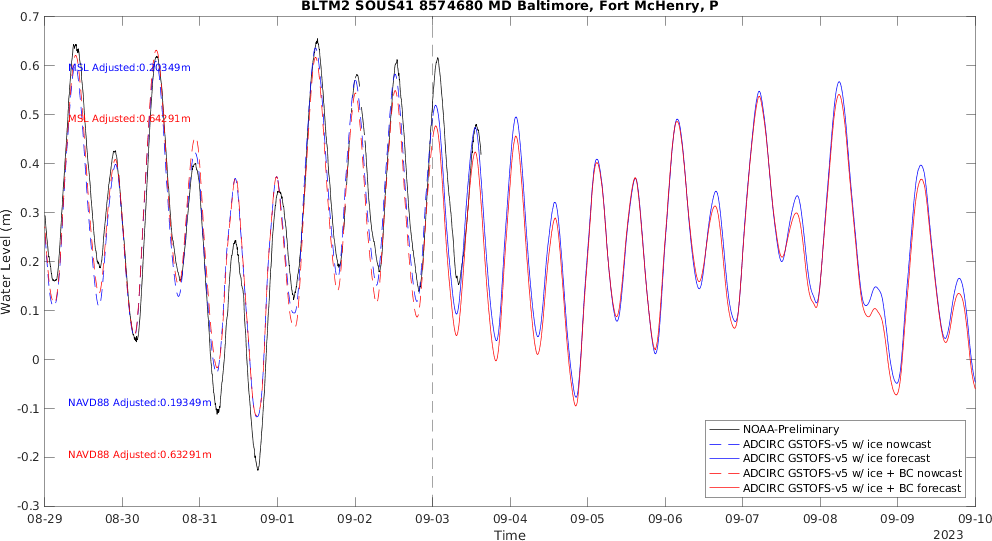 BLTM2 SOUS41 8574680 MD Baltimore, Fort McHenry, P
0.7
0.6
0.5
0.4
0.3
0.2
0.1
0
-0.1
-0.2
-0.3
Water Level (m)
MSL Adjusted:0.20349m
MSL Adjusted:0.64291m
NAVD88 Adjusted:0.19349m
NAVD88 Adjusted:0.63291m
NOAA-Preliminary
ADCIRC GSTOFS-v5 w/ ice nowcast
ADCIRC GSTOFS-v5 w/ ice forecast
ADCIRC GSTOFS-v5 w/ ice + BC nowcast
ADCIRC GSTOFS-v5 w/ ice + BC forecast
08-29 08-30 08-31 09-01 09-02 09-03 09-04 09-05 09-06 09-07 09-08 09-09 09-10
Time
2023